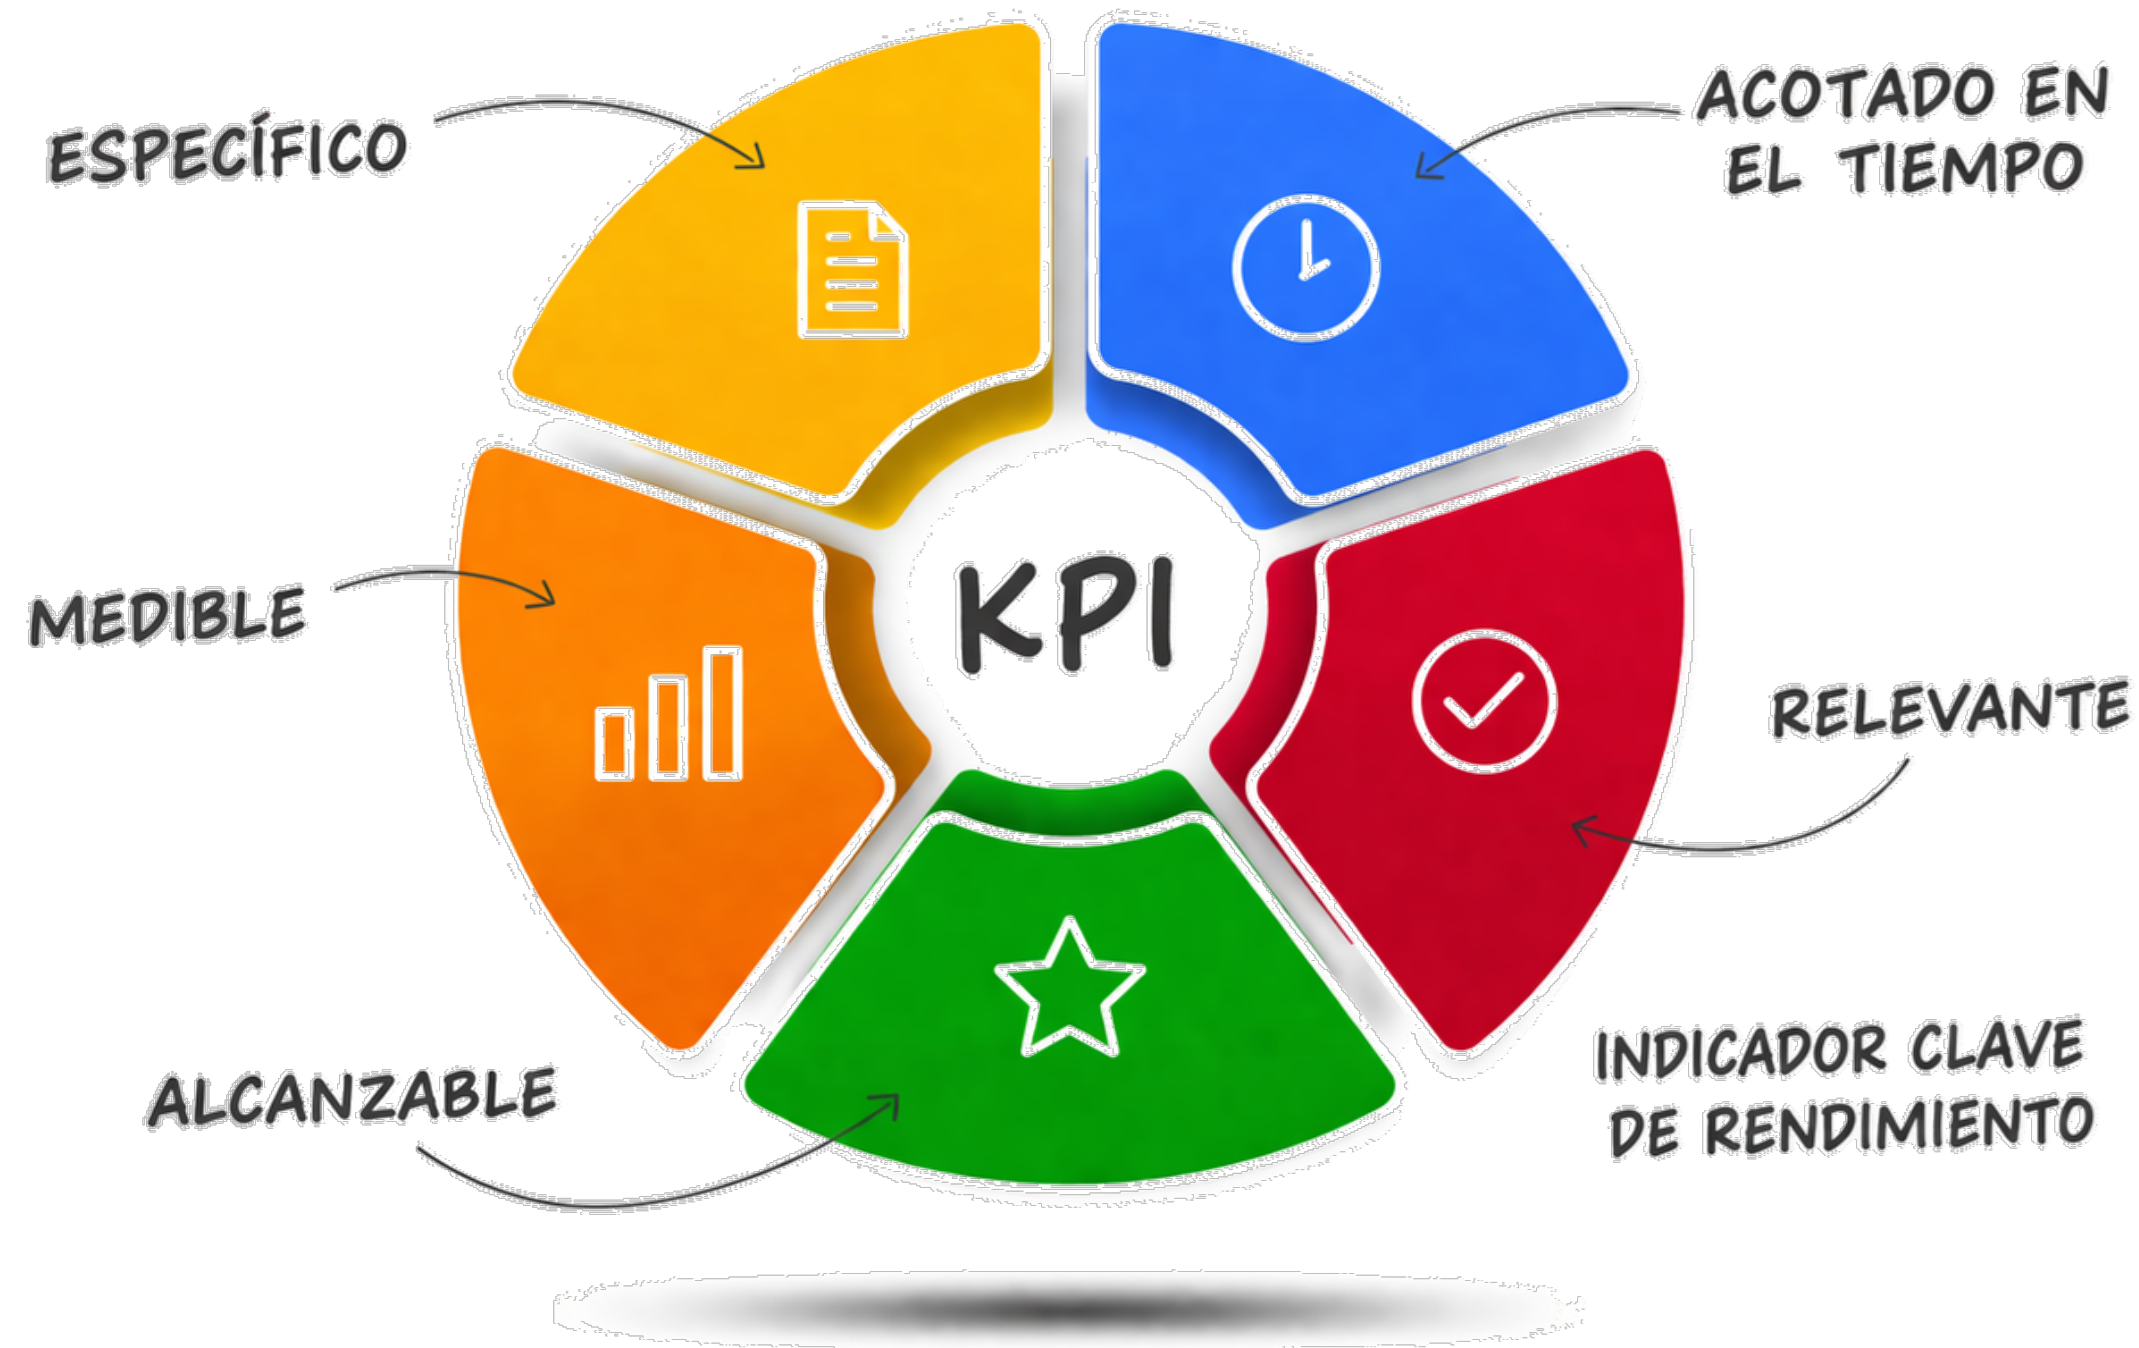 ESPECÍFICO
ACOTADO EN
EL TIEMPO
MEDIBLE
KPI
RELEVANTE
ALCANZABLE
INDICADOR CLAVE
DE RENDIMIENTO